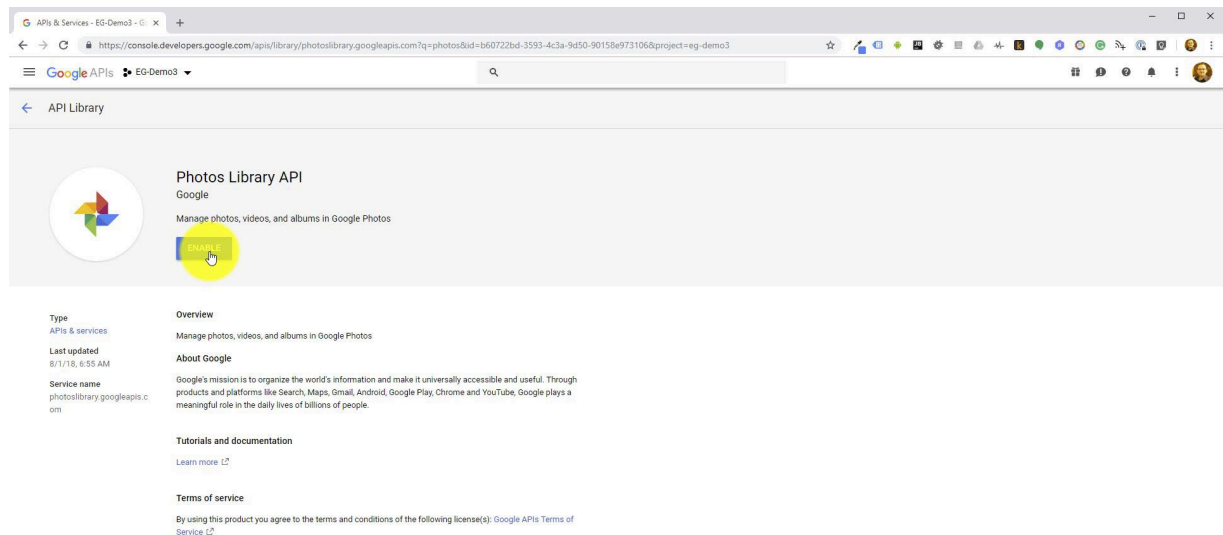 APIs & Services - EG-Demo3 - G
https://console.developers.google.com/apis/library/photoslibrary.googleapis.com?q=photos&id=b60722bd-3593-4c3a-9d50-90158e973106&project=eg-demo3
Google APIs EG-Demo3
API Library
Photos Library API
Google
Manage photos, videos, and albums in Google Photos
ENABLE
Type
APIs & services
Last updated
8/1/18, 6:55 AM
Service name
photoslibrary.googleapis.c
om
Overview
Manage photos, videos, and albums in Google Photos
About Google
Google's mission is to organize the world's information and make it universally accessible and useful. Through
products and platforms like Search, Maps, Gmail, Android, Google Play, Chrome and YouTube, Google plays a
meaningful role in the daily lives of billions of people.
Tutorials and documentation
Learn more
Terms of service
By using this product you agree to the terms and conditions of the following license(s): Google APIs Terms of
Service